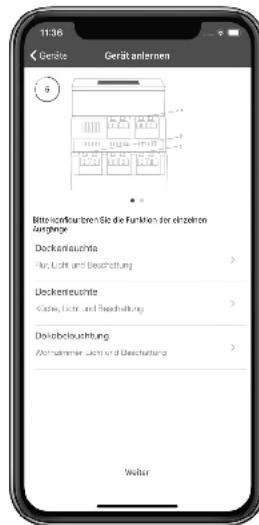 11:36
Geräte Gerät anlernen
6
Bitte konfigurieren Sie die Funktion der einzelnen
Ausgänge
Deckenleuchte
Flur, Licht und Beschattung
Deckenleuchte
Küche, Licht und Beschattung
Dekobeleuchtung
Wohnzimmer Licht und Beschattung
Weiter